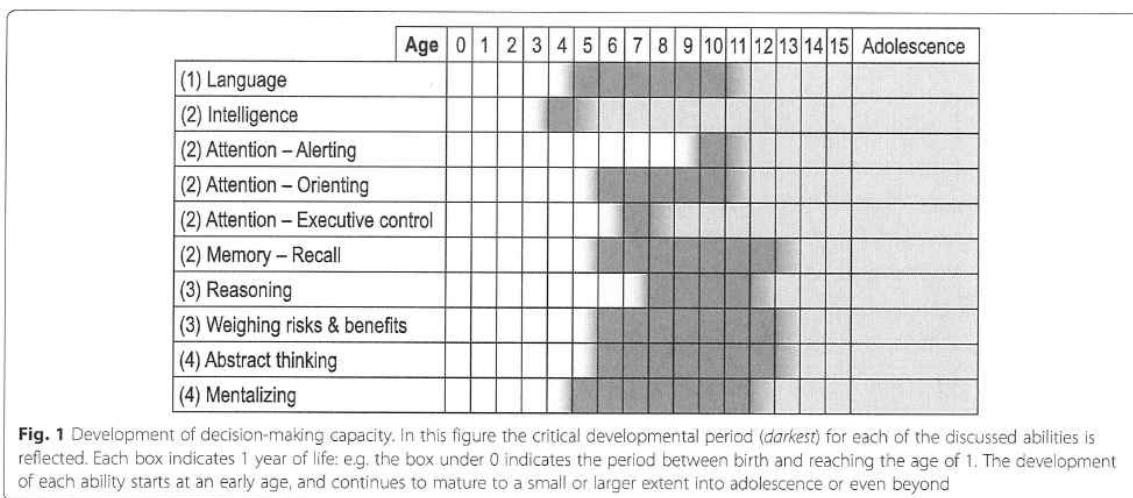 Age 0 1 2 3 4 5 6 7 8 9 10 11 12 13 14 15 Adolescence
(1) Language
(2) Intelligence
(2) Attention – Alerting
(2) Attention – Orienting
(2) Attention – Executive control
(2) Memory – Recall
(3) Reasoning
(3) Weighing risks & benefits
(4) Abstract thinking
(4) Mentalizing
Fig. 1 Development of decision-making capacity. In this figure the critical developmental period (darkest) for each of the discussed abilities is
reflected. Each box indicates 1 year of life: e.g. the box under 0 indicates the period between birth and reaching the age of 1. The development
of each ability starts at an early age, and continues to mature to a small or larger extent into adolescence or even beyond